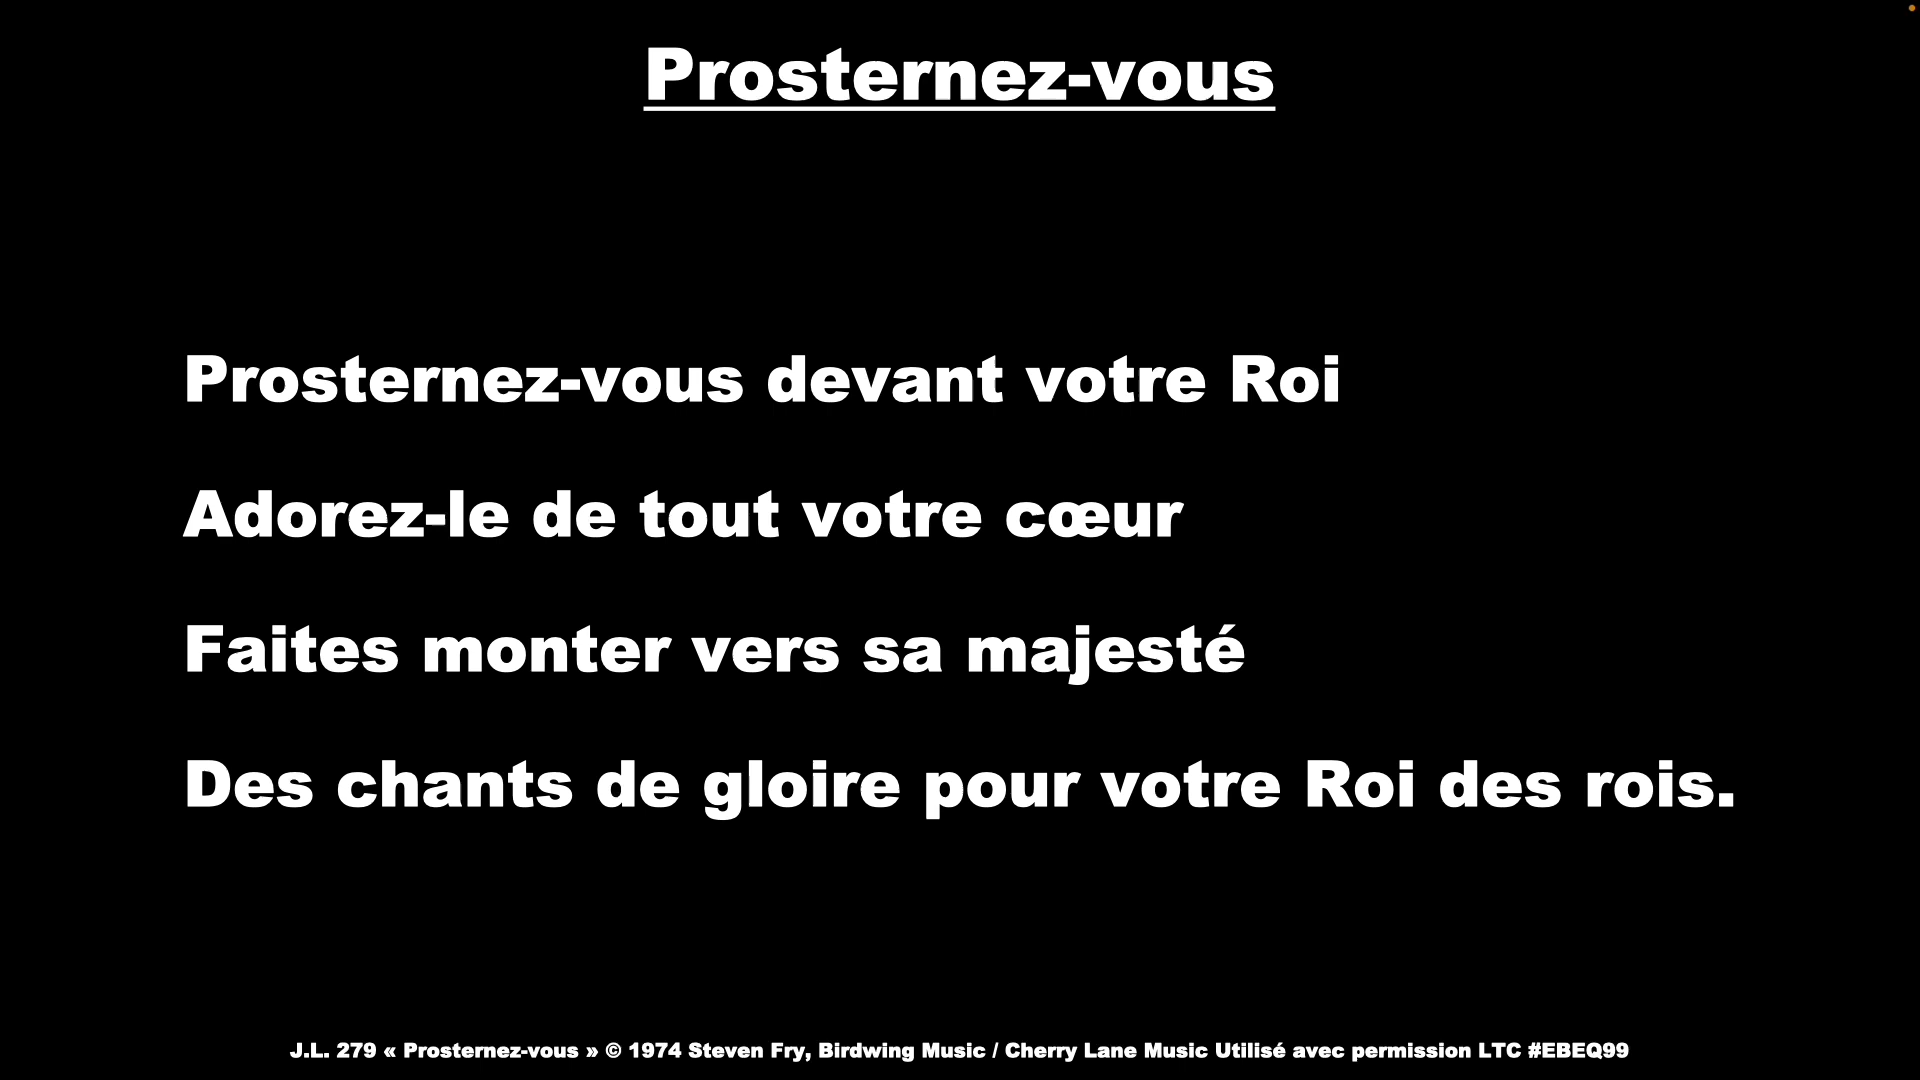 Prosternez-vous
Prosternez-vous devant votre Roi
Adorez-le de tout votre cœur
Faites monter vers sa majesté
Des chants de gloire pour votre Roi des rois.
J.L. 279 « Prosternez-vous » © 1974 Steven Fry, Birdwing Music / Cherry Lane Music Utilisé avec permission LTC #EBEQ99